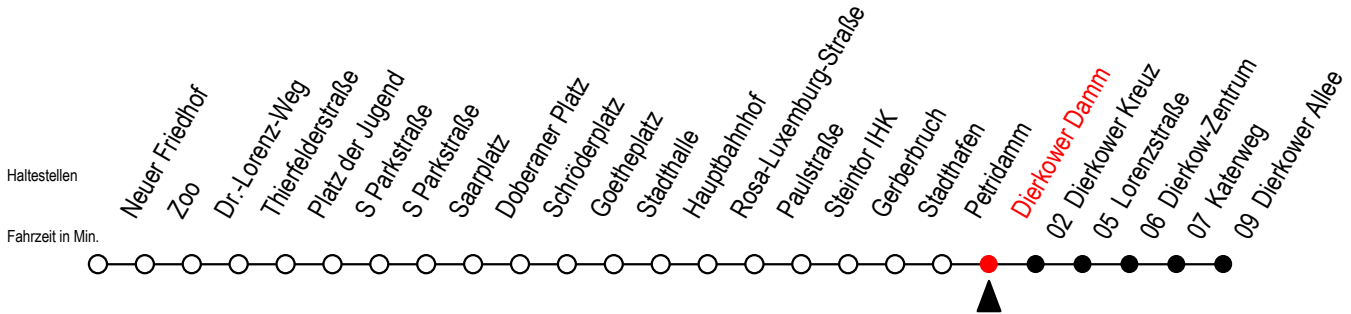 Haltestellen
Fahrzeit in Min.
Neuer Friedhof
Zoo
Dr.-Lorenz-Weg
Thierfelderstraße
Platz der Jugend
S Parkstraße
S Parkstraße
Saarplatz
Doberaner Platz
Schröderplatz
Goetheplatz
Stadthalle
Hauptbahnhof
Rosa-Luxemburg-Straße
Paulstraße
Steintor IHK
Gerberbruch
Stadthafen
Petridamm
Dierkower Damm
02 Dierkower Kreuz
05 Lorenzstraße
06 Dierkow-Zentrum
07 Katerweg
09 Dierkower Allee